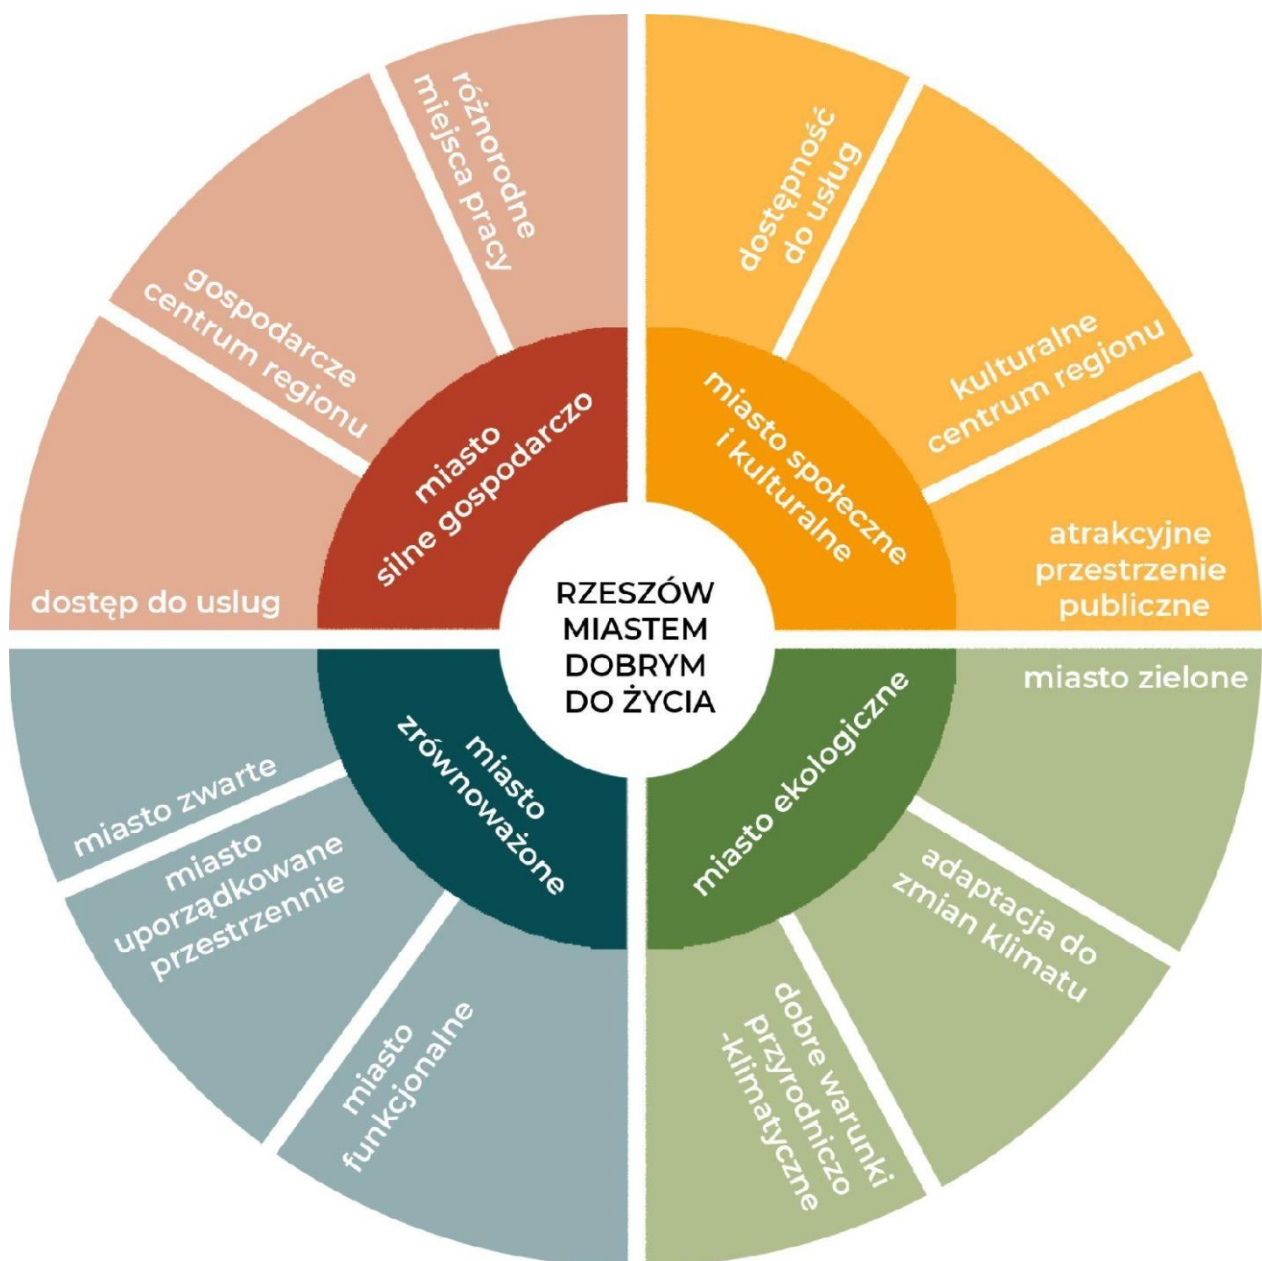 różnorodne
miejsca pracy
gospodarcze
centrum regionu
dostęp do uslug
miasto
silne gospodarczo
dostępność
do usług
kulturalne
centrum regionu
atrakcyjne
przestrzenie
publiczne
miasto społeczne
i kulturalne
RZESZÓW
MIASTEM
DOBRYM
DO ŻYCIA
miasto
zrównoważone
miasto zwarte
miasto
uporządkowane
przestrzennie
miasto
funkcjonalne
miasto ekologiczne
miasto zielone
adaptacja do
zmian klimatu
dobre warunki
przyrodniczo
-klimatyczne